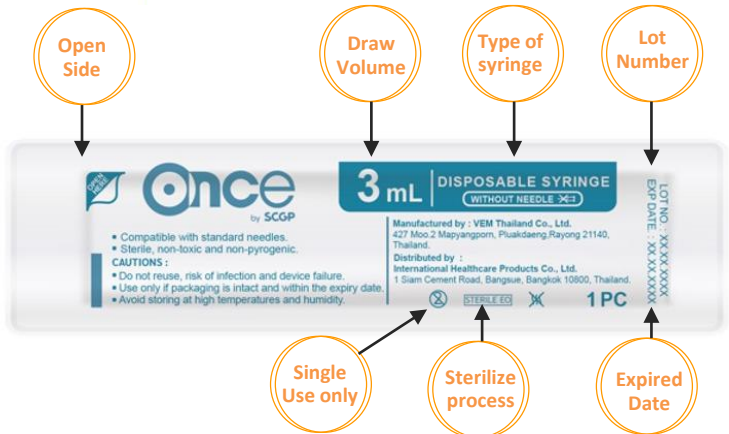 Open
Side
Draw
Volume
Type of
syringe
Lot
Number
OPEN
HERE
Once
by SCGP
• Compatible with standard needles.
• Sterile, non-toxic and non-pyrogenic.
CAUTIONS :
• Do not reuse, risk of infection and device failure.
• Use only if packaging is intact and within the expiry date.
• Avoid storing at high temperatures and humidity.
3 mL
DISPOSABLE SYRINGE
WITHOUT NEEDLE
Manufactured by : VEM Thailand Co., Ltd.
427 Moo.2 Mapyangporn, Pluakdaeng,Rayong 21140,
Thailand.
Distributed by :
International Healthcare Products Co., Ltd.
1 Siam Cement Road, Bangsue, Bangkok 10800, Thailand.
2
STERILE EO
1 PC
LOT NO. : XX.XX.XXXX
EXP DATE. : XX.XX.XXXX
Single
Use only
Sterilize
process
Expired
Date